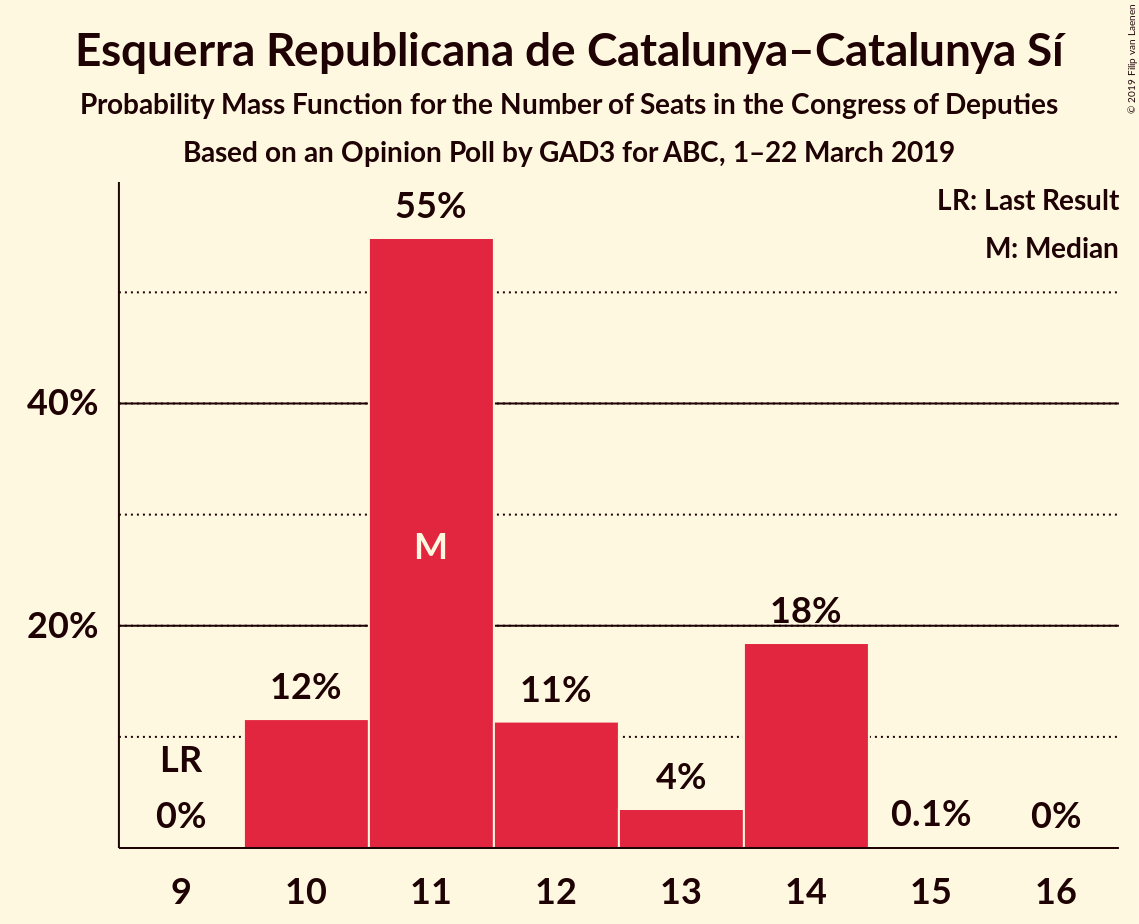 Esquerra Republicana de Catalunya–Catalunya Sí
Probability Mass Function for the Number of Seats in the Congress of Deputies
Based on an Opinion Poll by GAD3 for ABC, 1–22 March 2019
© 2019 Filip van Laenen
LR: Last Result
M: Median
55%
40%
M
20%
18%
12%
11%
LR
4%
0%
0.1%
0%
9 10 11 12 13 14 15 16